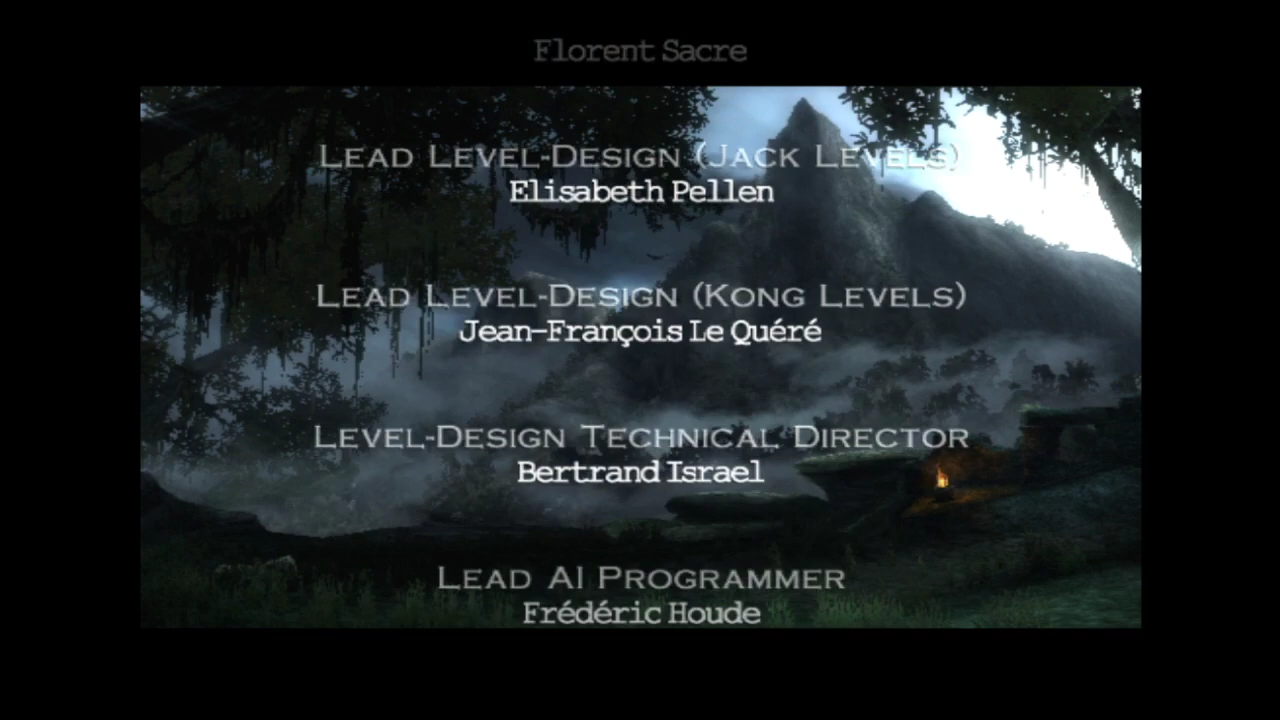 Florent Sacre
Lead Level-Design (Jack Levels)
Elisabeth Pellen
Lead Level-Design (Kong Levels)
Jean-François Le Quéré
Level-Design Technical Director
Bertrand Israel
Lead AI Programmer
Frédéric Houde